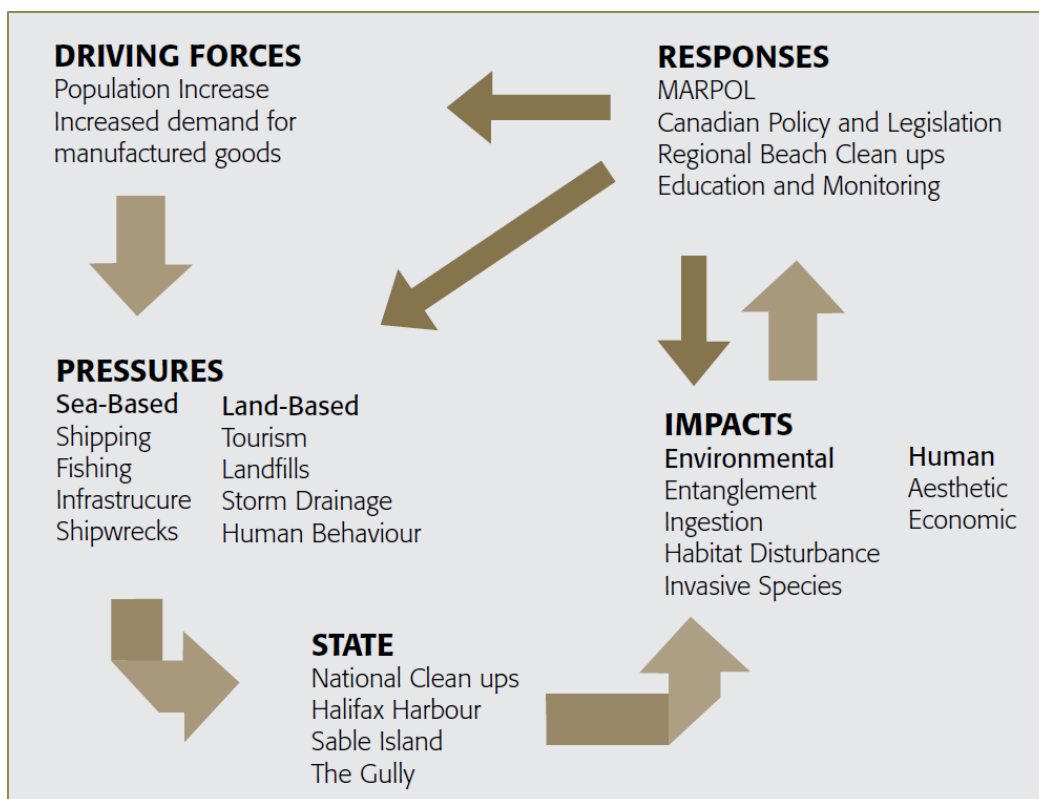 DRIVING FORCES
Population Increase
Increased demand for
manufactured goods
RESPONSES
MARPOL
Canadian Policy and Legislation
Regional Beach Clean ups
Education and Monitoring
PRESSURES
Sea-Based
Shipping
Fishing
Infrastrucure
Shipwrecks
Land-Based
Tourism
Landfills
Storm Drainage
Human Behaviour
STATE
National Clean ups
Halifax Harbour
Sable Island
The Gully
IMPACTS
Environmental
Entanglement
Ingestion
Habitat Disturbance
Invasive Species
Human
Aesthetic
Economic